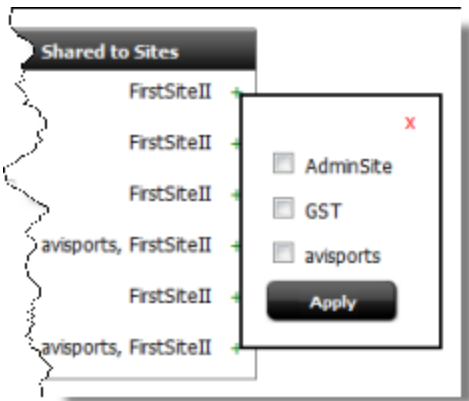 Shared to Sites
FirstSiteII +
FirstSiteII +
FirstSiteII +
avisports, FirstSiteII +
FirstSiteII +
avisports, FirstSiteII +
x
AdminSite
GST
avisports
Apply